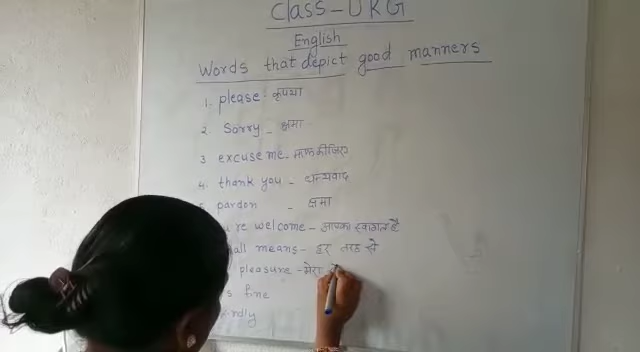 Class - UKG
English
Words that depict good manners
1. please - कृपया
2. Sorry - क्षमा
3 excuse me - माफ कीजिए
4. thank you - धन्यवाद
5. pardon - क्षमा
're welcome - आपका स्वागत है
all means - हर तरह से
pleasure - मेरा
s fine